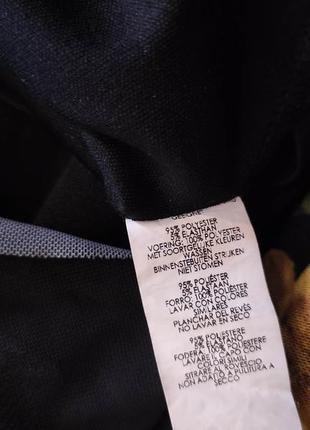 95% POLYESTER
5% ELASTHAN
VOERING: 100% POLYESTER
MET SOORTGELIJKE KLEUREN
WASSEN
BINNENSTEBUITEN STRIJKEN
NIET STOMEN
95% POLIÉSTER
5% ELASTAAN
FORRO: 100% POLIÉSTER
LAVAR CON COLORES
SIMILARES
PLANCHAR DEL REVÉS
NO LAVAR EN SECO
95% POLIESTERE
5% ELASTANO
FODERA: 100% POLIESTERE
LAVARE IL CAPO CON
COLORI SIMILI
STIRARE AL ROVESCIO
NON ADATTO A PULITURA A
SECCO